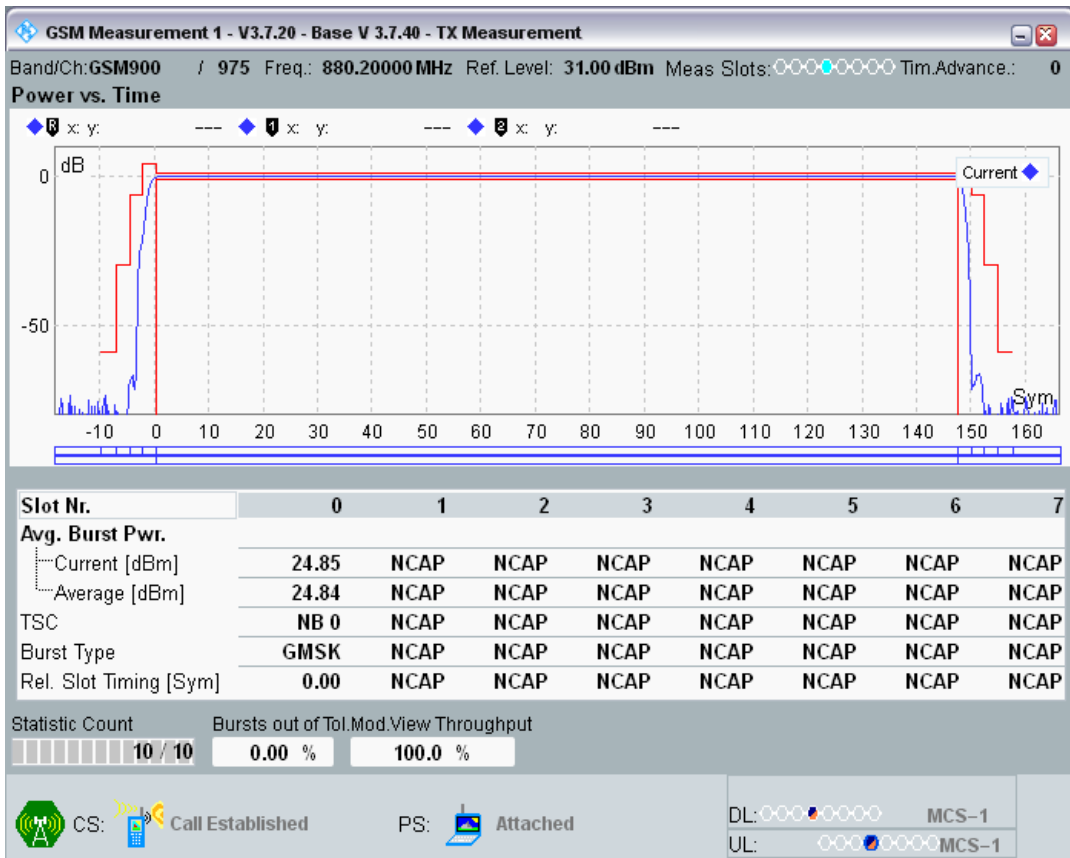 GSM Measurement 1 - V3.7.20 - Base V 3.7.40 - TX Measurement
Band/Ch:GSM900 / 975 Freq.: 880.20000 MHz Ref. Level: 31.00 dBm Meas Slots: Tim.Advance.: 0
Power vs. Time
R x: y: --- 1 x: y: --- 2 x: y: ---
dB
0
Current
-50
Sym
-10 0 10 20 30 40 50 60 70 80 90 100 110 120 130 140 150 160
Slot Nr. 0 1 2 3 4 5 6 7
Avg. Burst Pwr.
Current [dBm] 24.85 NCAP NCAP NCAP NCAP NCAP NCAP NCAP
Average [dBm] 24.84 NCAP NCAP NCAP NCAP NCAP NCAP NCAP
TSC NB 0 NCAP NCAP NCAP NCAP NCAP NCAP NCAP
Burst Type GMSK NCAP NCAP NCAP NCAP NCAP NCAP NCAP
Rel. Slot Timing [Sym] 0.00 NCAP NCAP NCAP NCAP NCAP NCAP NCAP
Statistic Count Bursts out of Tol.Mod.View Throughput
10 / 10 0.00 % 100.0 %
CS: Call Established PS: Attached
DL: MCS-1
UL: MCS-1